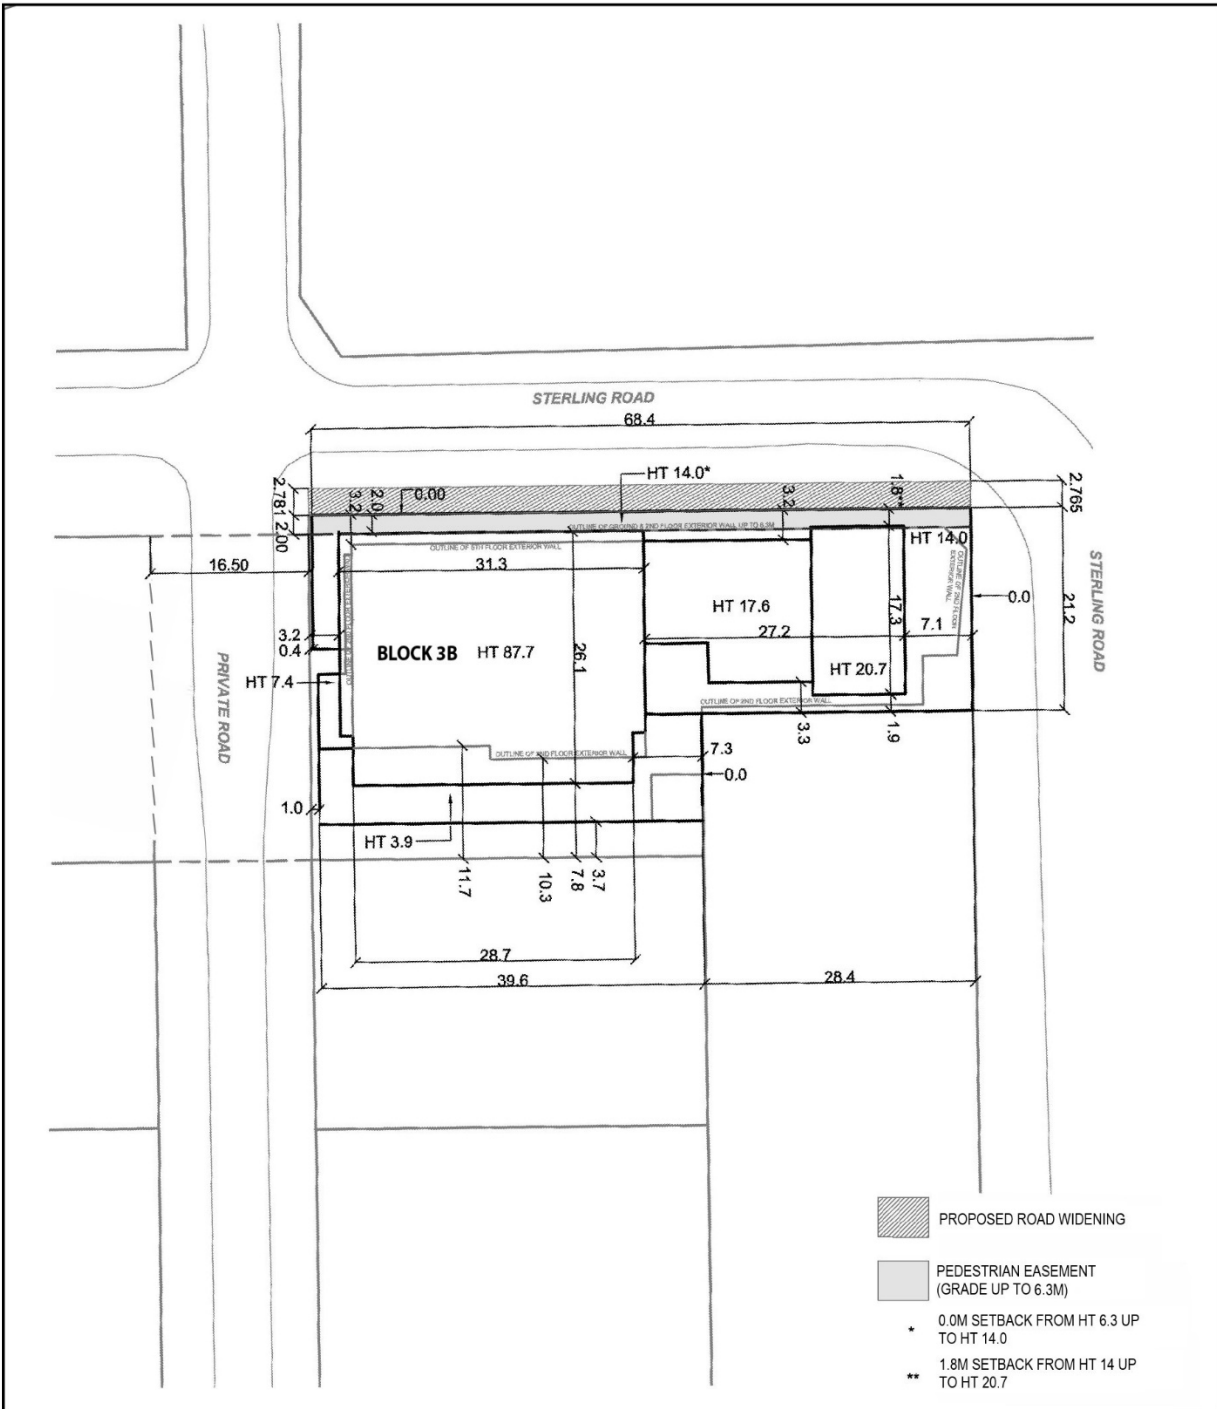 STERLING ROAD
68.4
HT 14.0*
2.781
3.2
2.0
0.00
3.2
1.8**
2.765
2.00
OUTLINE OF GROUND & 2ND FLOOR EXTERIOR WALL UP TO 6.3M
HT 14.0
OUTLINE OF 5TH FLOOR EXTERIOR WALL
16.50
31.3
OUTLINE OF 2ND FLOOR EXTERIOR WALL
STERLING ROAD
HT 17.6
17.3
0.0
21.2
3.2
27.2
7.1
0.4
BLOCK 3B
HT 87.7
26.1
HT 20.7
HT 7.4
PRIVATE ROAD
OUTLINE OF 2ND FLOOR EXTERIOR WALL
3.3
1.9
OUTLINE OF 2ND FLOOR EXTERIOR WALL
7.3
0.0
1.0
HT 3.9
11.7
10.3
7.8
3.7
28.7
39.6
28.4
PROPOSED ROAD WIDENING
PEDESTRIAN EASEMENT
(GRADE UP TO 6.3M)
* 0.0M SETBACK FROM HT 6.3 UP
TO HT 14.0
** 1.8M SETBACK FROM HT 14 UP
TO HT 20.7